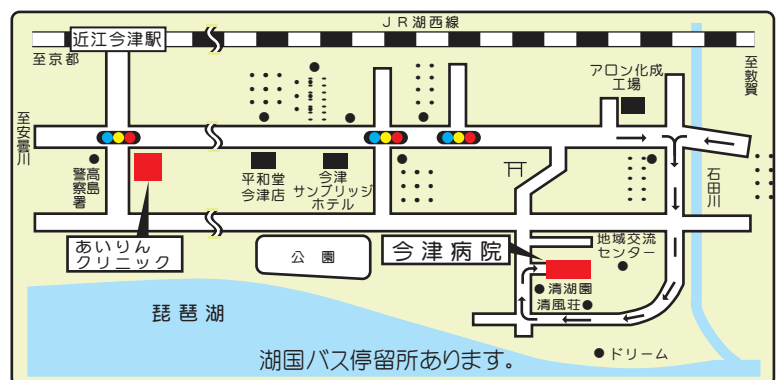 JR湖西線
近江今津駅
至京都
至敦賀
アロン化成
工場
至安曇川
高島
警察署
平和堂
今津店
今津
サンブリッジ
ホテル
石田川
あいりん
クリニック
公園
今津病院
地域交流
センター
清湖園
清風荘
琵琶湖
湖国バス停留所あります。
ドリーム